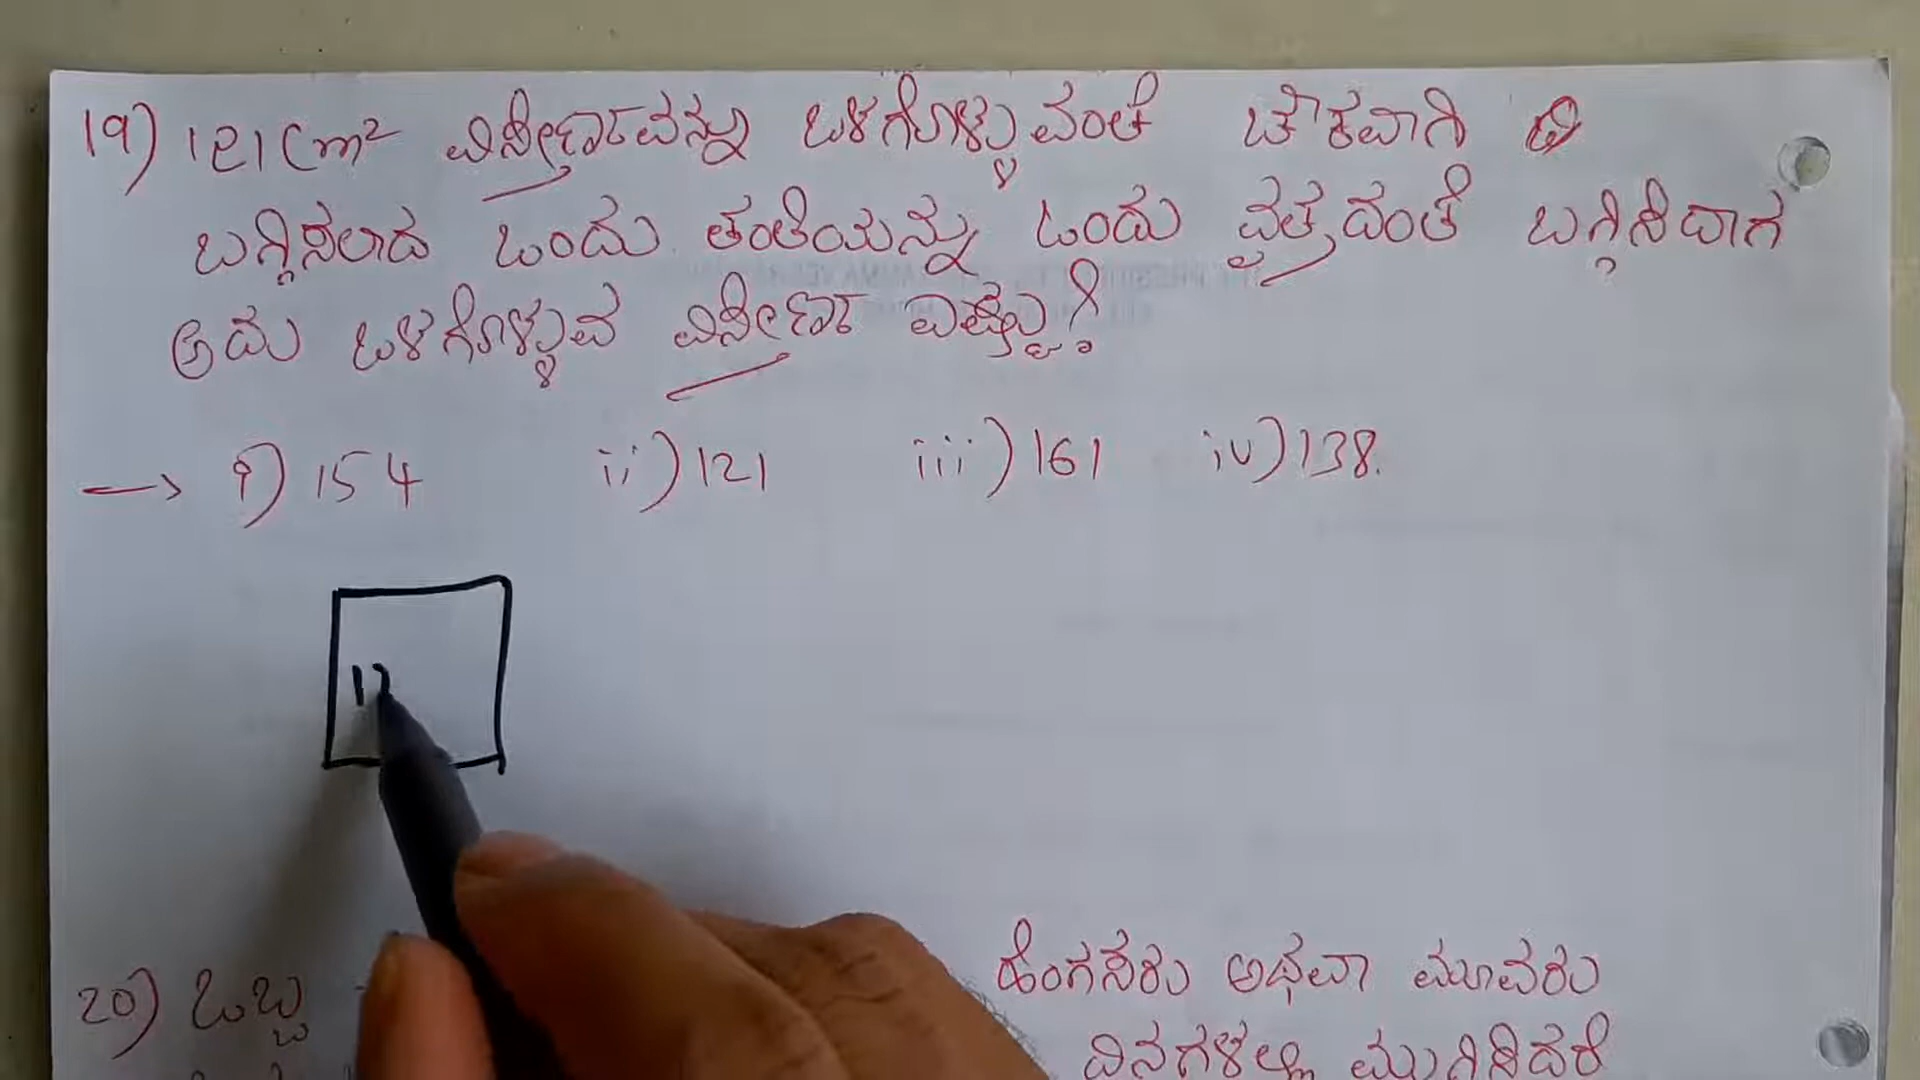 19) 121 Cm² ವಿಸ್ತೀರ್ಣವನ್ನು ಒಳಗೊಳ್ಳುವಂತೆ ಚೌಕವಾಗಿ
ಬಗ್ಗಿಸಲಾದ ಒಂದು ತಂತಿಯನ್ನು ಒಂದು ವೃತ್ತದಂತೆ ಬಗ್ಗಿಸಿದಾಗ
ಅದು ಒಳಗೊಳ್ಳುವ ವಿಸ್ತೀರ್ಣ ಎಷ್ಟು?
→ i) 154 ii) 121 iii) 161 iv) 138.
12
20) ಒಬ್ಬ ಹೆಂಗಸರು ಅಥವಾ ಮೂವರು
ದಿನಗಳಲ್ಲಿ ಮುಗಿಸಿದರೆ